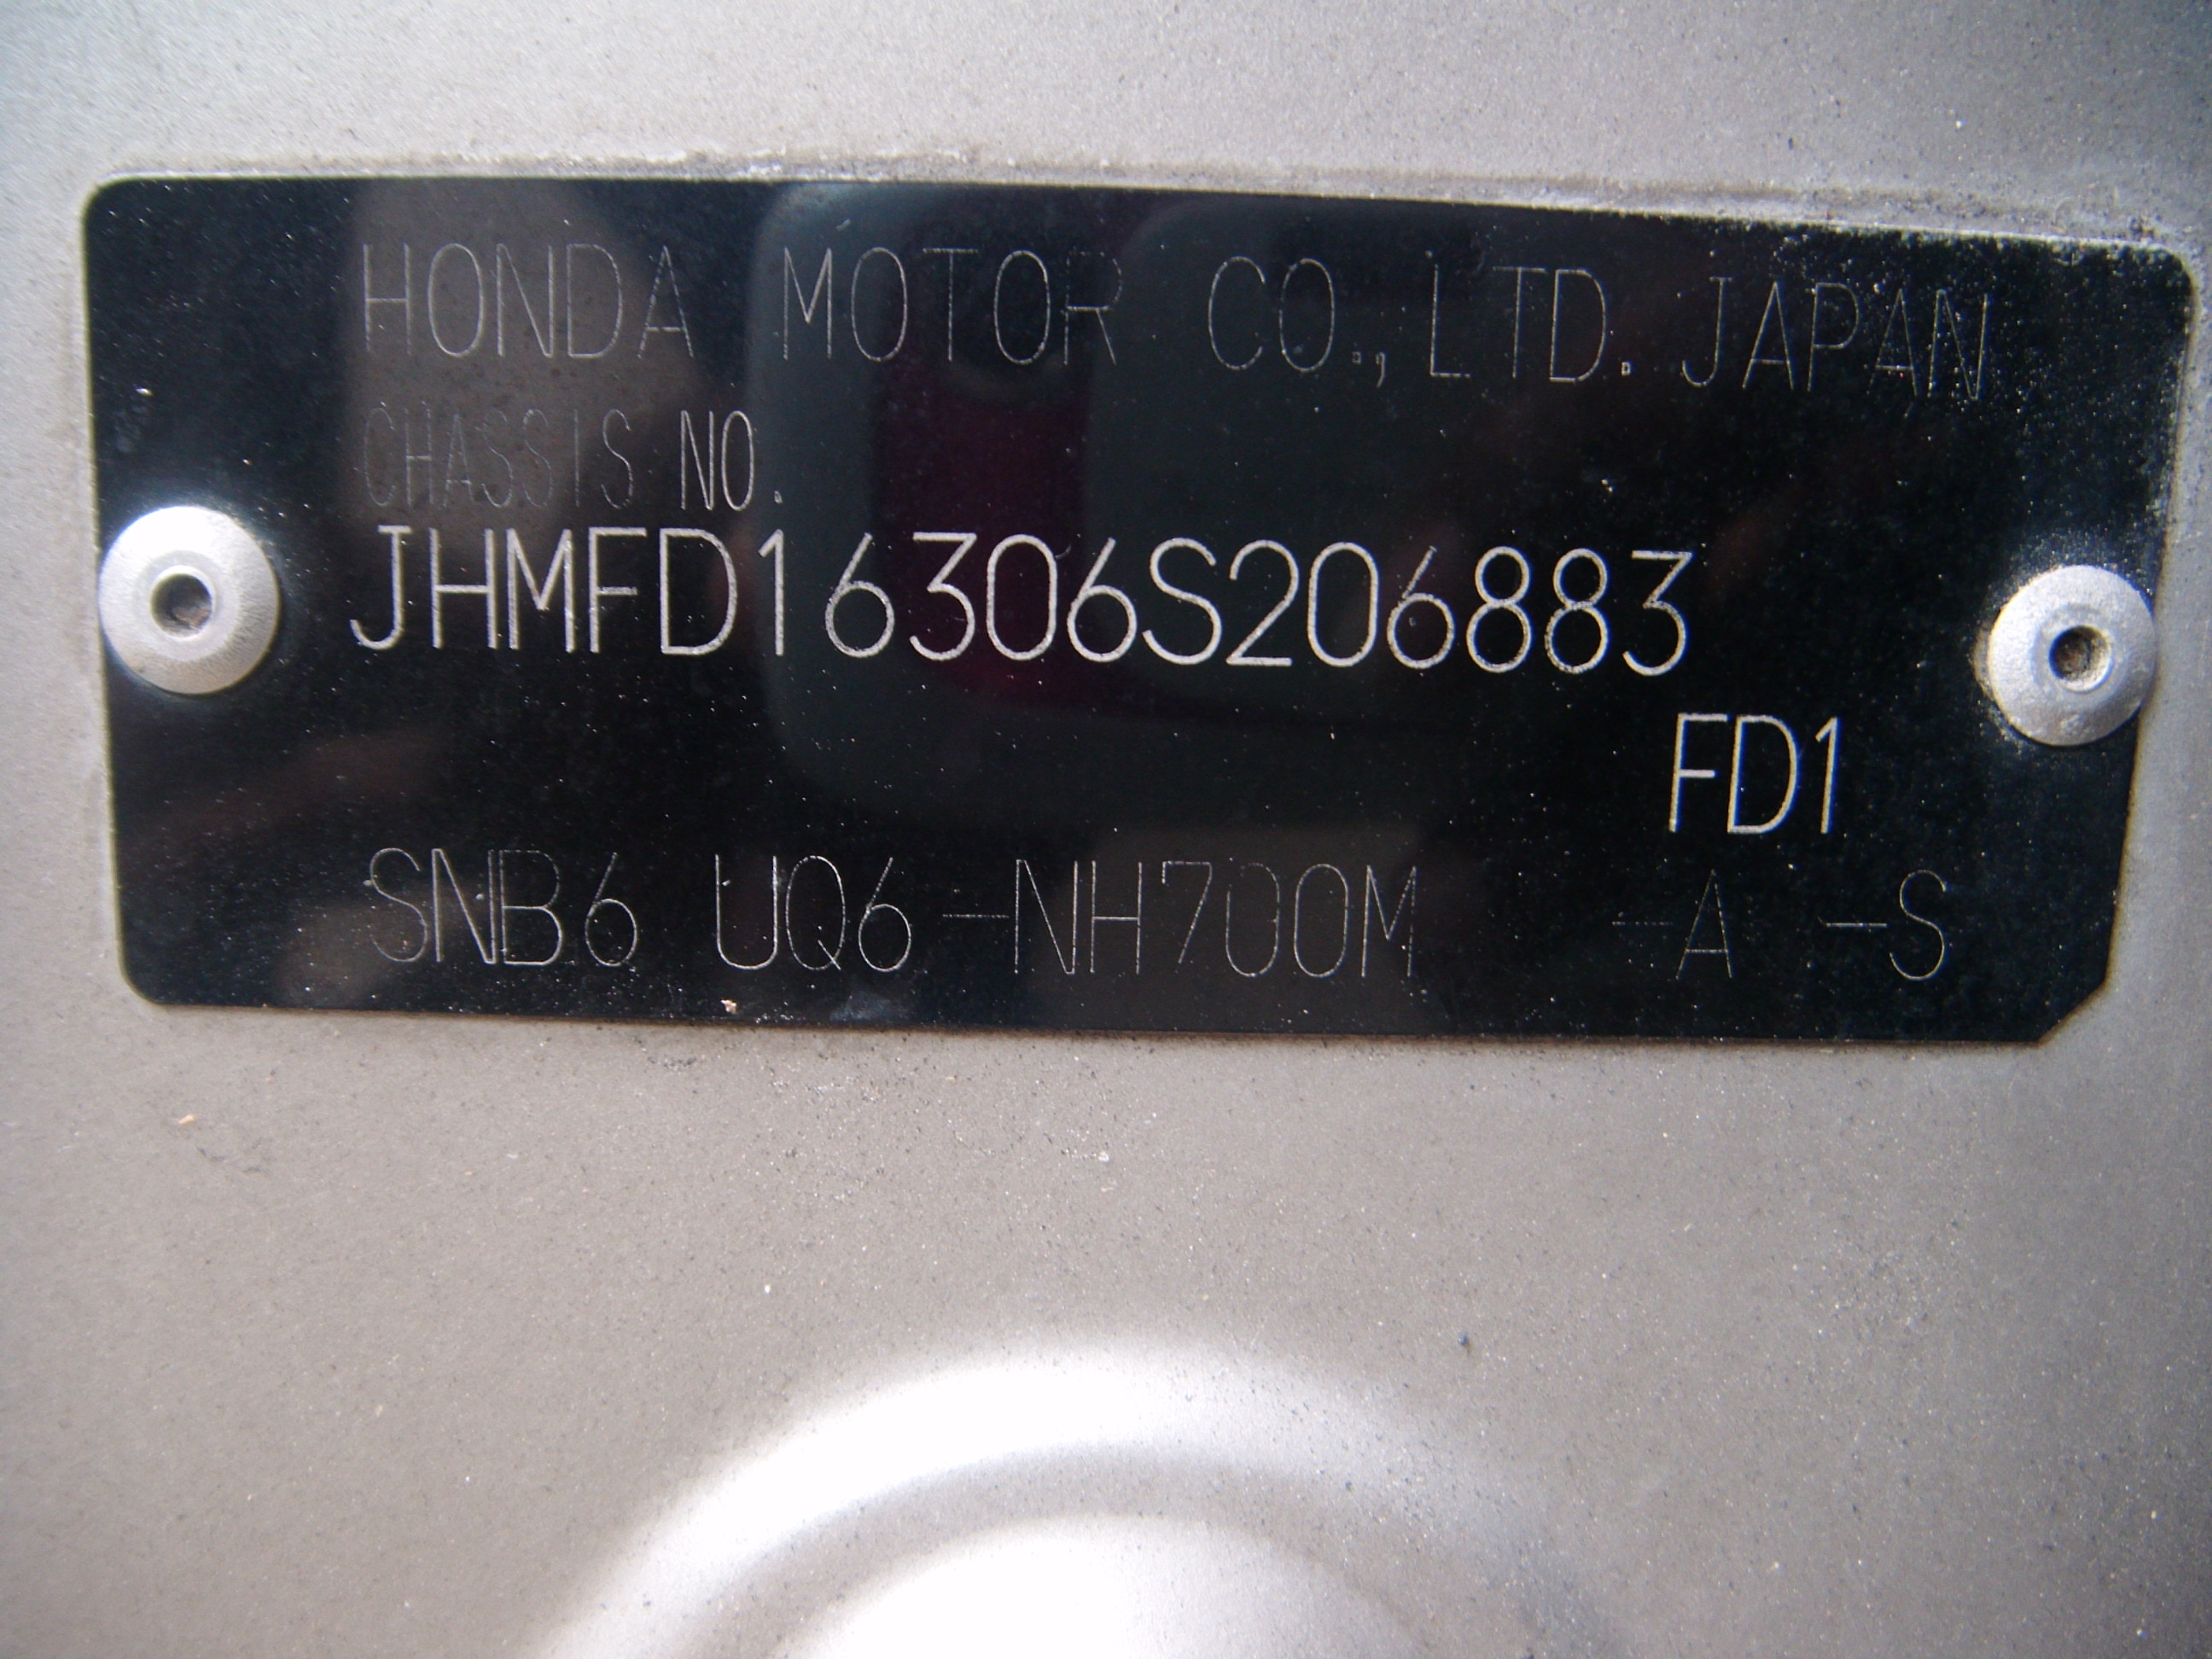 HONDA MOTOR CO.,LTD. JAPAN
CHASSIS NO.
JHMFD16306S206883
FD1
SNB6 UQ6-NH700M -A -S